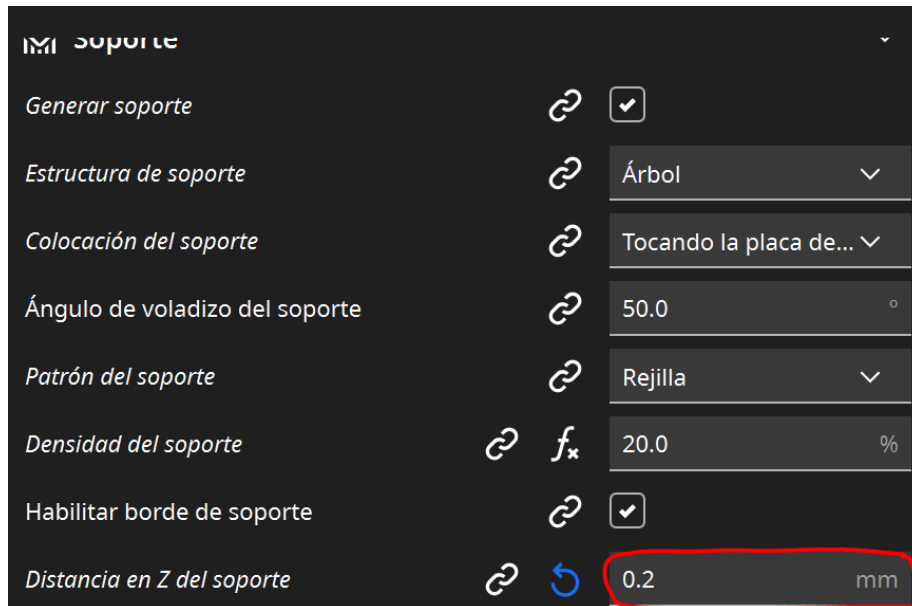 Soporte
Generar soporte
Estructura de soporte Árbol
Colocación del soporte Tocando la placa de...
Ángulo de voladizo del soporte 50.0 °
Patrón del soporte Rejilla
Densidad del soporte fx 20.0 %
Habilitar borde de soporte
Distancia en Z del soporte 0.2 mm